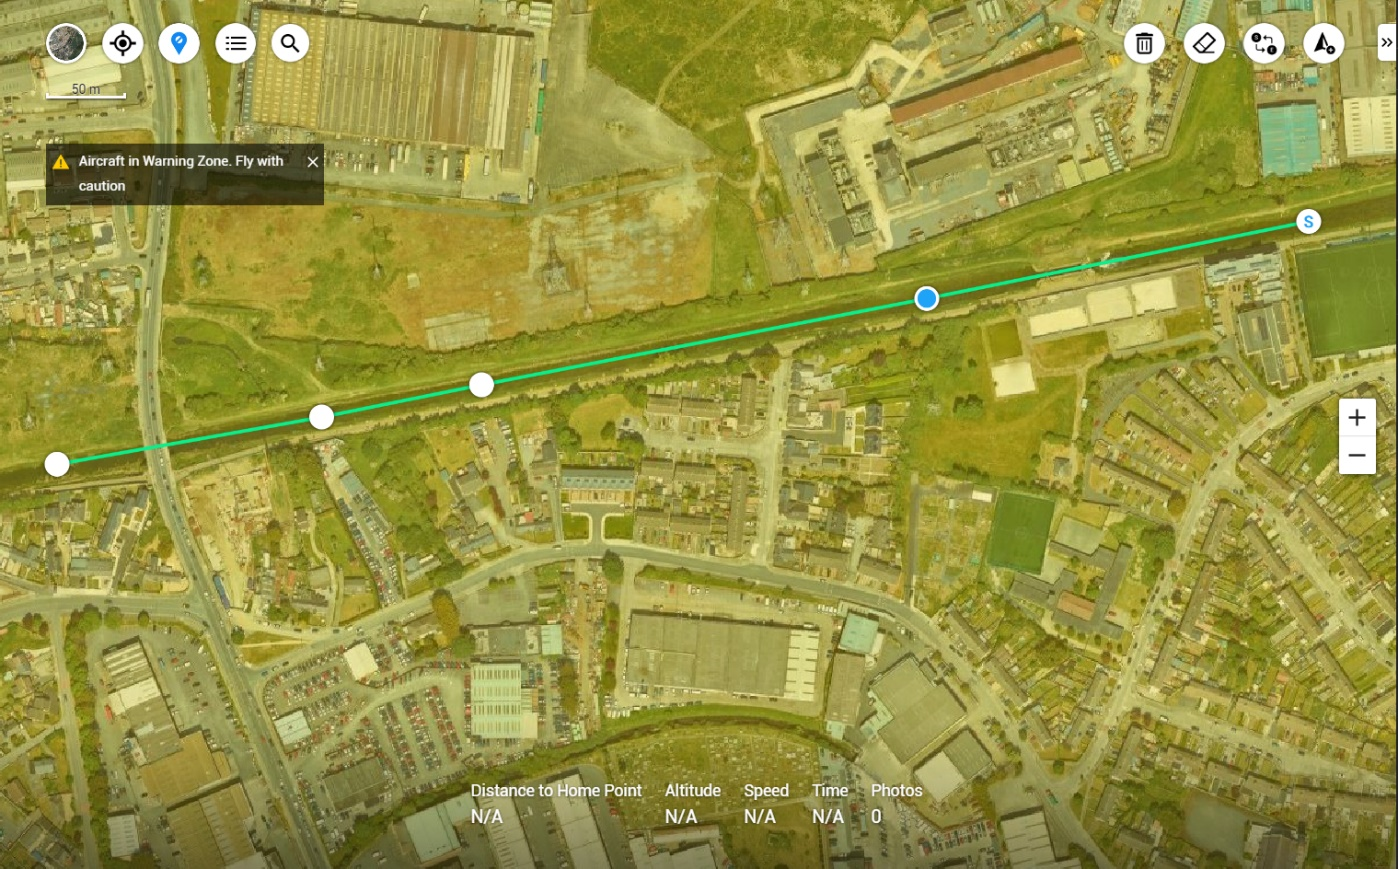 50 m
Aircraft in Warning Zone. Fly with
caution
S
Distance to Home Point Altitude Speed Time Photos
N/A N/A N/A N/A 0